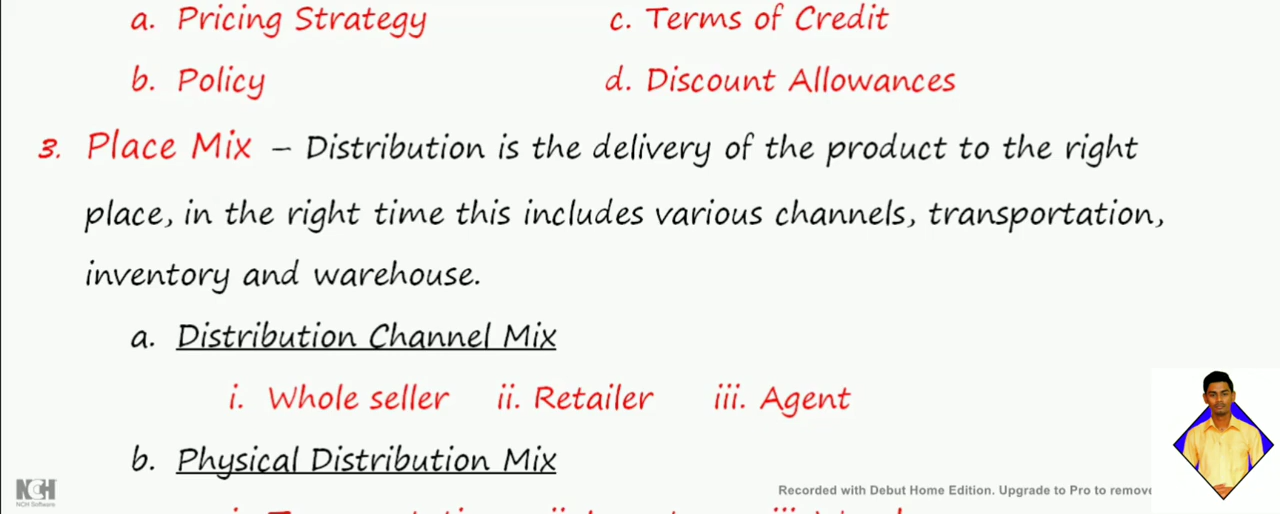 a. Pricing Strategy c. Terms of Credit
b. Policy d. Discount Allowances
3. Place Mix – Distribution is the delivery of the product to the right
place, in the right time this includes various channels, transportation,
inventory and warehouse.
a. Distribution Channel Mix
i. Whole seller ii. Retailer iii. Agent
b. Physical Distribution Mix
NCH
NCH Software
Recorded with Debut Home Edition. Upgrade to Pro to remove